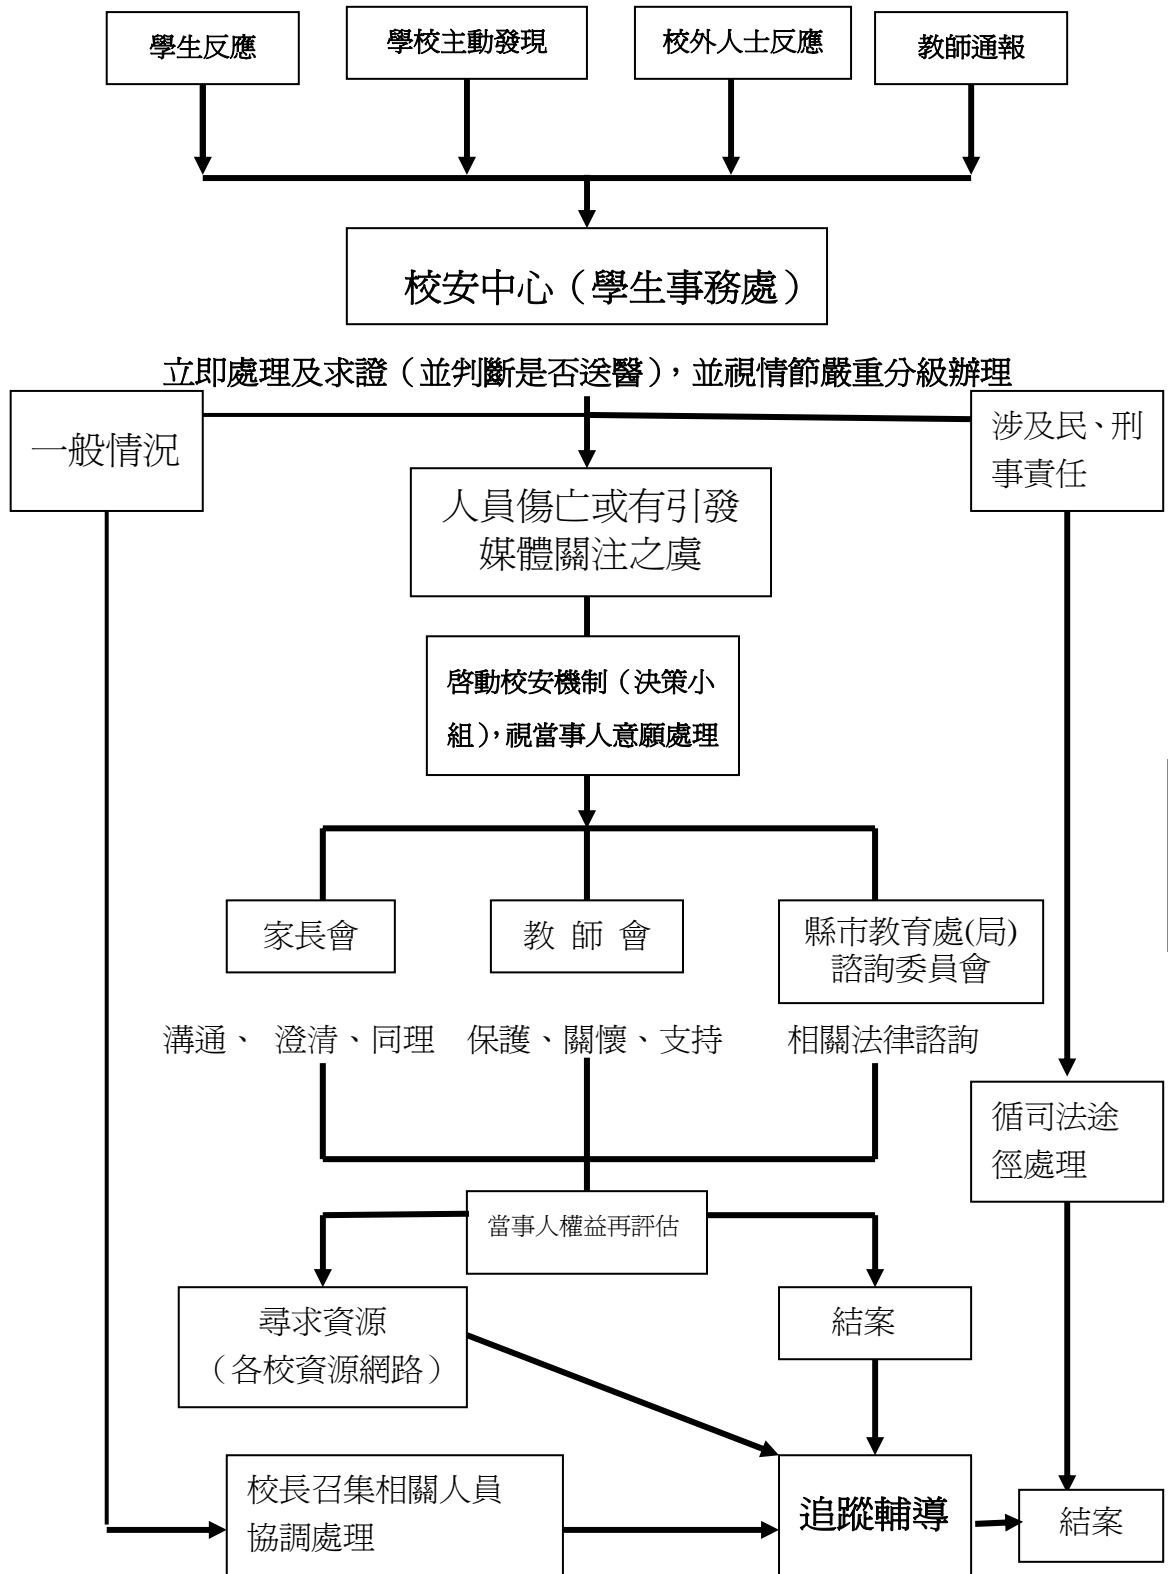 學生反應
學校主動發現
校外人士反應
教師通報
校安中心（學生事務處）
立即處理及求證（並判斷是否送醫），並視情節嚴重分級辦理
一般情況
涉及民、刑
事責任
人員傷亡或有引發
媒體關注之虞
啓動校安機制（決策小
組），視當事人意願處理
家長會
教 師 會
縣市教育處(局)
諮詢委員會
溝通、 澄清、同理
保護、關懷、支持
相關法律諮詢
循司法途
徑處理
當事人權益再評估
尋求資源
（各校資源網路）
結案
校長召集相關人員
協調處理
追蹤輔導
結案